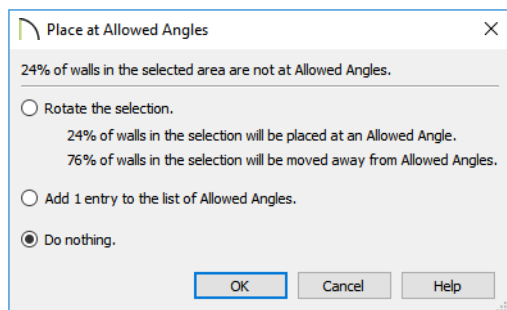 Place at Allowed Angles
24% of walls in the selected area are not at Allowed Angles.
Rotate the selection.
24% of walls in the selection will be placed at an Allowed Angle.
76% of walls in the selection will be moved away from Allowed Angles.
Add 1 entry to the list of Allowed Angles.
Do nothing.
OK Cancel Help